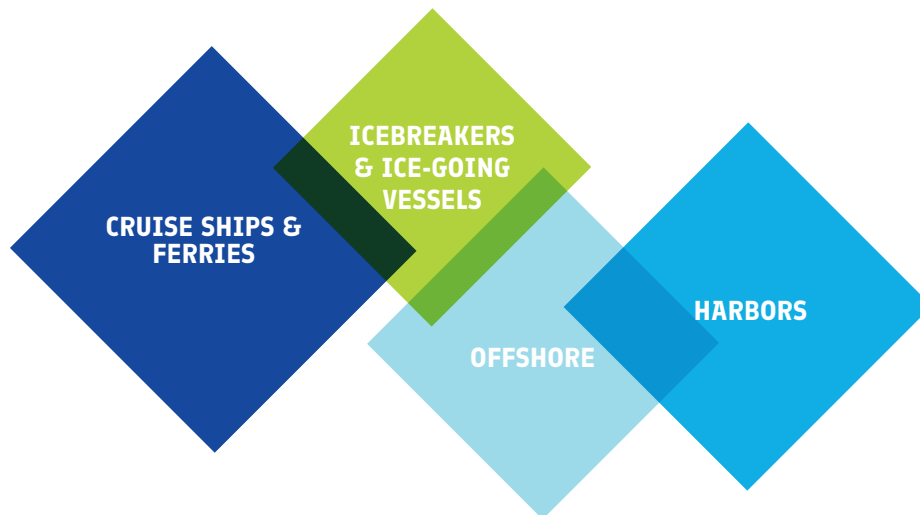 ICEBREAKERS
& ICE-GOING
VESSELS
CRUISE SHIPS &
FERRIES
HARBORS
OFFSHORE